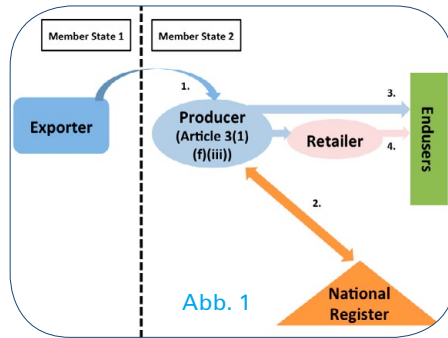 Member State 1
Member State 2
1.
3.
Exporter
Producer
(Article 3(1)
(f)(iii))
Retailer
4.
Endusers
2.
Abb. 1
National
Register